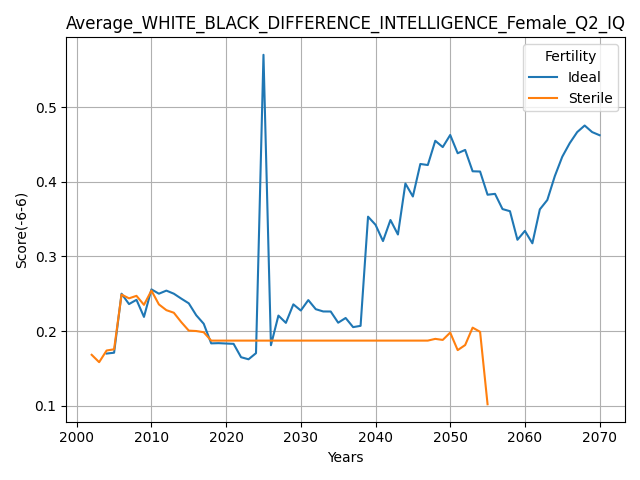 Average_WHITE_BLACK_DIFFERENCE_INTELLIGENCE_Female_Q2_IQ
Fertility
Ideal
Sterile
Score(-6-6)
0.5
0.4
0.3
0.2
0.1
2000 2010 2020 2030 2040 2050 2060 2070
Years